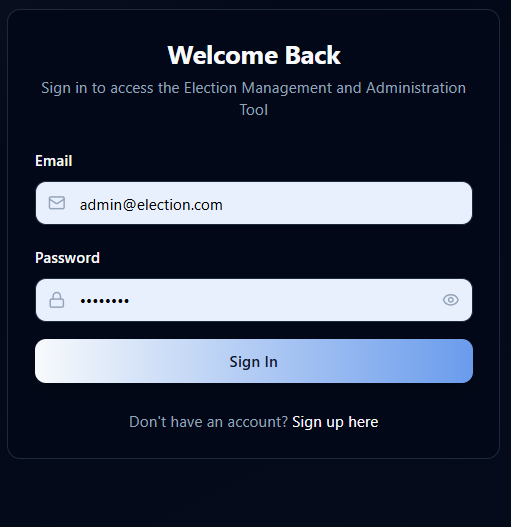 Welcome Back
Sign in to access the Election Management and Administration
Tool
Email
admin@election.com
Password
••••••••
Sign In
Don't have an account? Sign up here